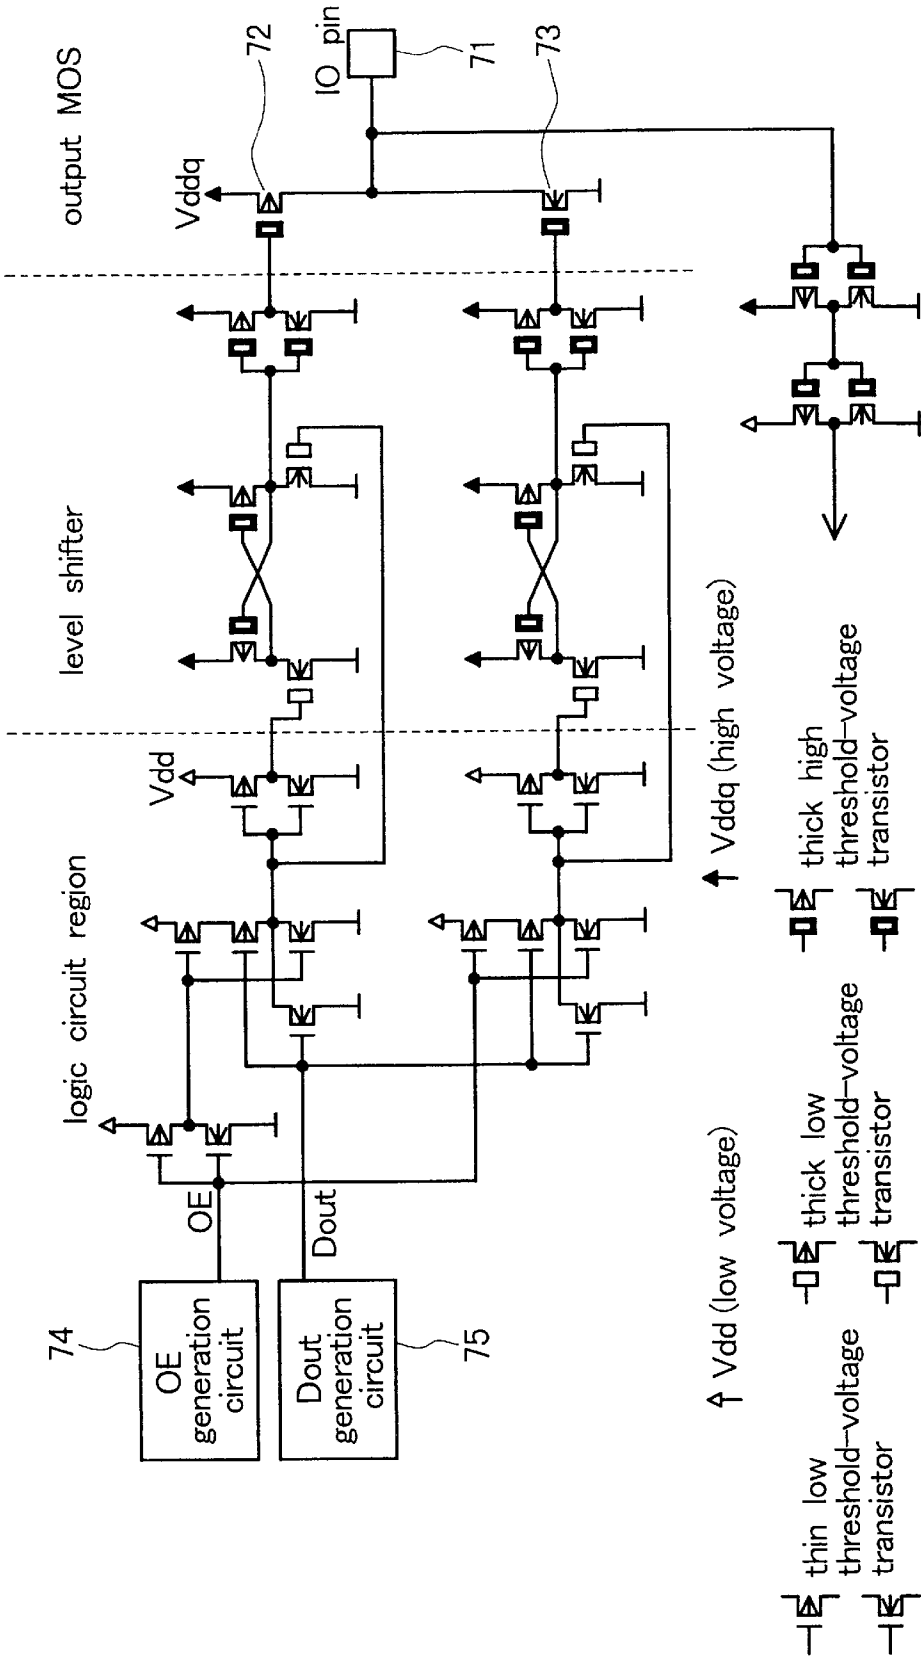 logic circuit region
level shifter
output MOS
74
OE
generation
circuit
OE
Dout
generation
circuit
75
Dout
Vdd
Vddq
72
IO pin
71
73
Vdd (low voltage)
Vddq (high voltage)
thin low
threshold-voltage
transistor
thick low
threshold-voltage
transistor
thick high
threshold-voltage
transistor